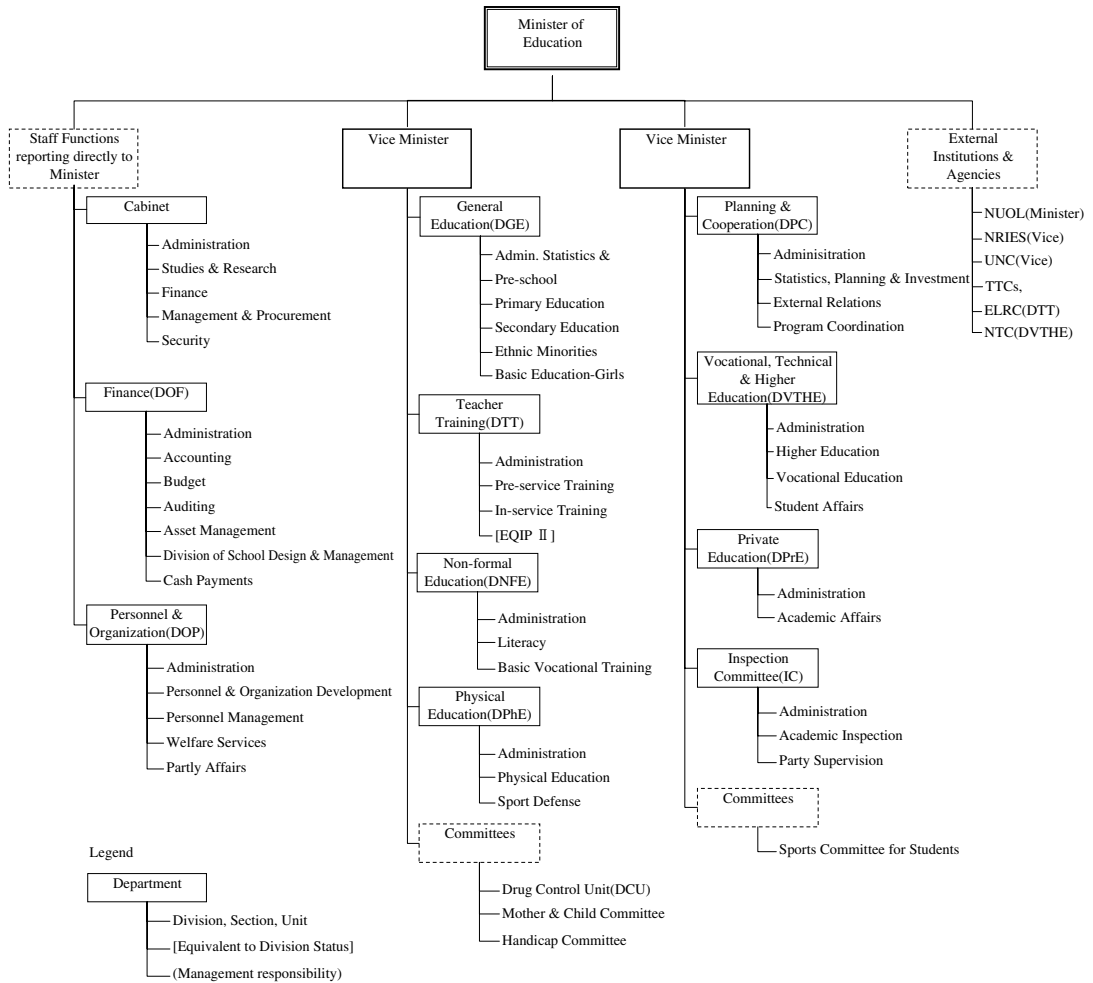 Minister of
Education
Staff Functions
reporting directly to
Minister
Cabinet
Administration
Studies & Research
Finance
Management & Procurement
Security
Finance(DOF)
Administration
Accounting
Budget
Auditing
Asset Management
Division of School Design & Management
Cash Payments
Personnel &
Organization(DOP)
Administration
Personnel & Organization Development
Personnel Management
Welfare Services
Partly Affairs
Vice Minister
General
Education(DGE)
Admin. Statistics &
Pre-school
Primary Education
Secondary Education
Ethnic Minorities
Basic Education-Girls
Teacher
Training(DTT)
Administration
Pre-service Training
In-service Training
[EQIP Ⅱ]
Non-formal
Education(DNFE)
Administration
Literacy
Basic Vocational Training
Physical
Education(DPhE)
Administration
Physical Education
Sport Defense
Committees
Drug Control Unit(DCU)
Mother & Child Committee
Handicap Committee
Vice Minister
Planning &
Cooperation(DPC)
Adminisitration
Statistics, Planning & Investment
External Relations
Program Coordination
Vocational, Technical
& Higher
Education(DVTHE)
Administration
Higher Education
Vocational Education
Student Affairs
Private
Education(DPrE)
Administration
Academic Affairs
Inspection
Committee(IC)
Administration
Academic Inspection
Party Supervision
Committees
Sports Committee for Students
External
Institutions &
Agencies
NUOL(Minister)
NRIES(Vice)
UNC(Vice)
TTCs,
ELRC(DTT)
NTC(DVTHE)
Legend
Department
Division, Section, Unit
[Equivalent to Division Status]
(Management responsibility)